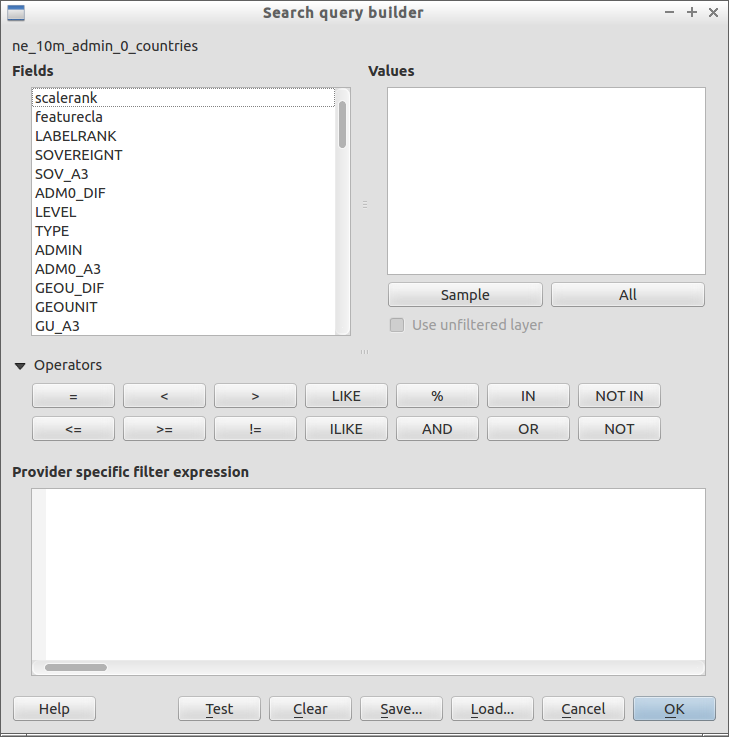 Search query builder
ne_10m_admin_0_countries
Fields
Values
scalerank
featurecla
LABELRANK
SOVEREIGNT
SOV_A3
ADM0_DIF
LEVEL
TYPE
ADMIN
ADM0_A3
GEOU_DIF
GEOUNIT
GU_A3
Sample All
Use unfiltered layer
Operators
= < > LIKE % IN NOT IN
<= >= != ILIKE AND OR NOT
Provider specific filter expression
Help Test Clear Save... Load... Cancel OK